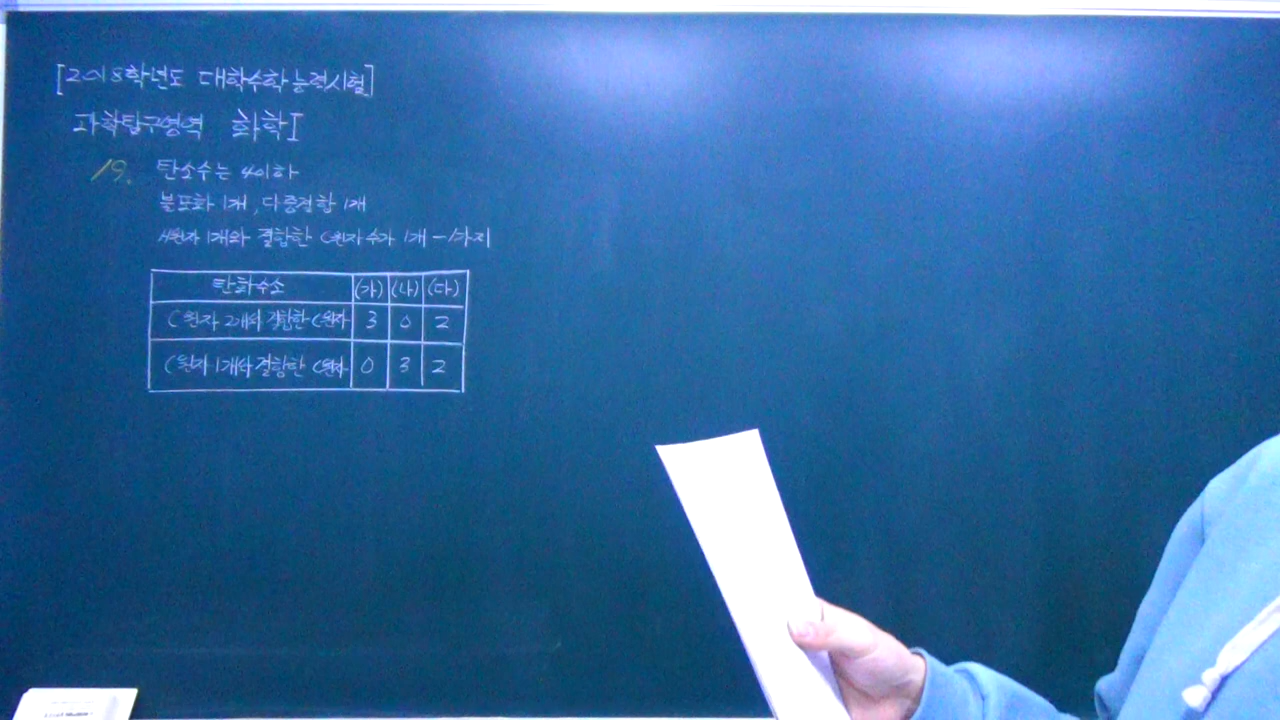 [2018학년도 대학수학능력시험]
과학탐구영역 화학I
19. 탄소수는 4이하
불포화 1개, 다중결합 1개
H원자 1개와 결합한 C원자 수가 1개 - 1가지
탄화수소 (가) (나) (다)
C원자 2개와 결합한 C원자 3 0 2
C원자 1개와 결합한 C원자 0 3 2